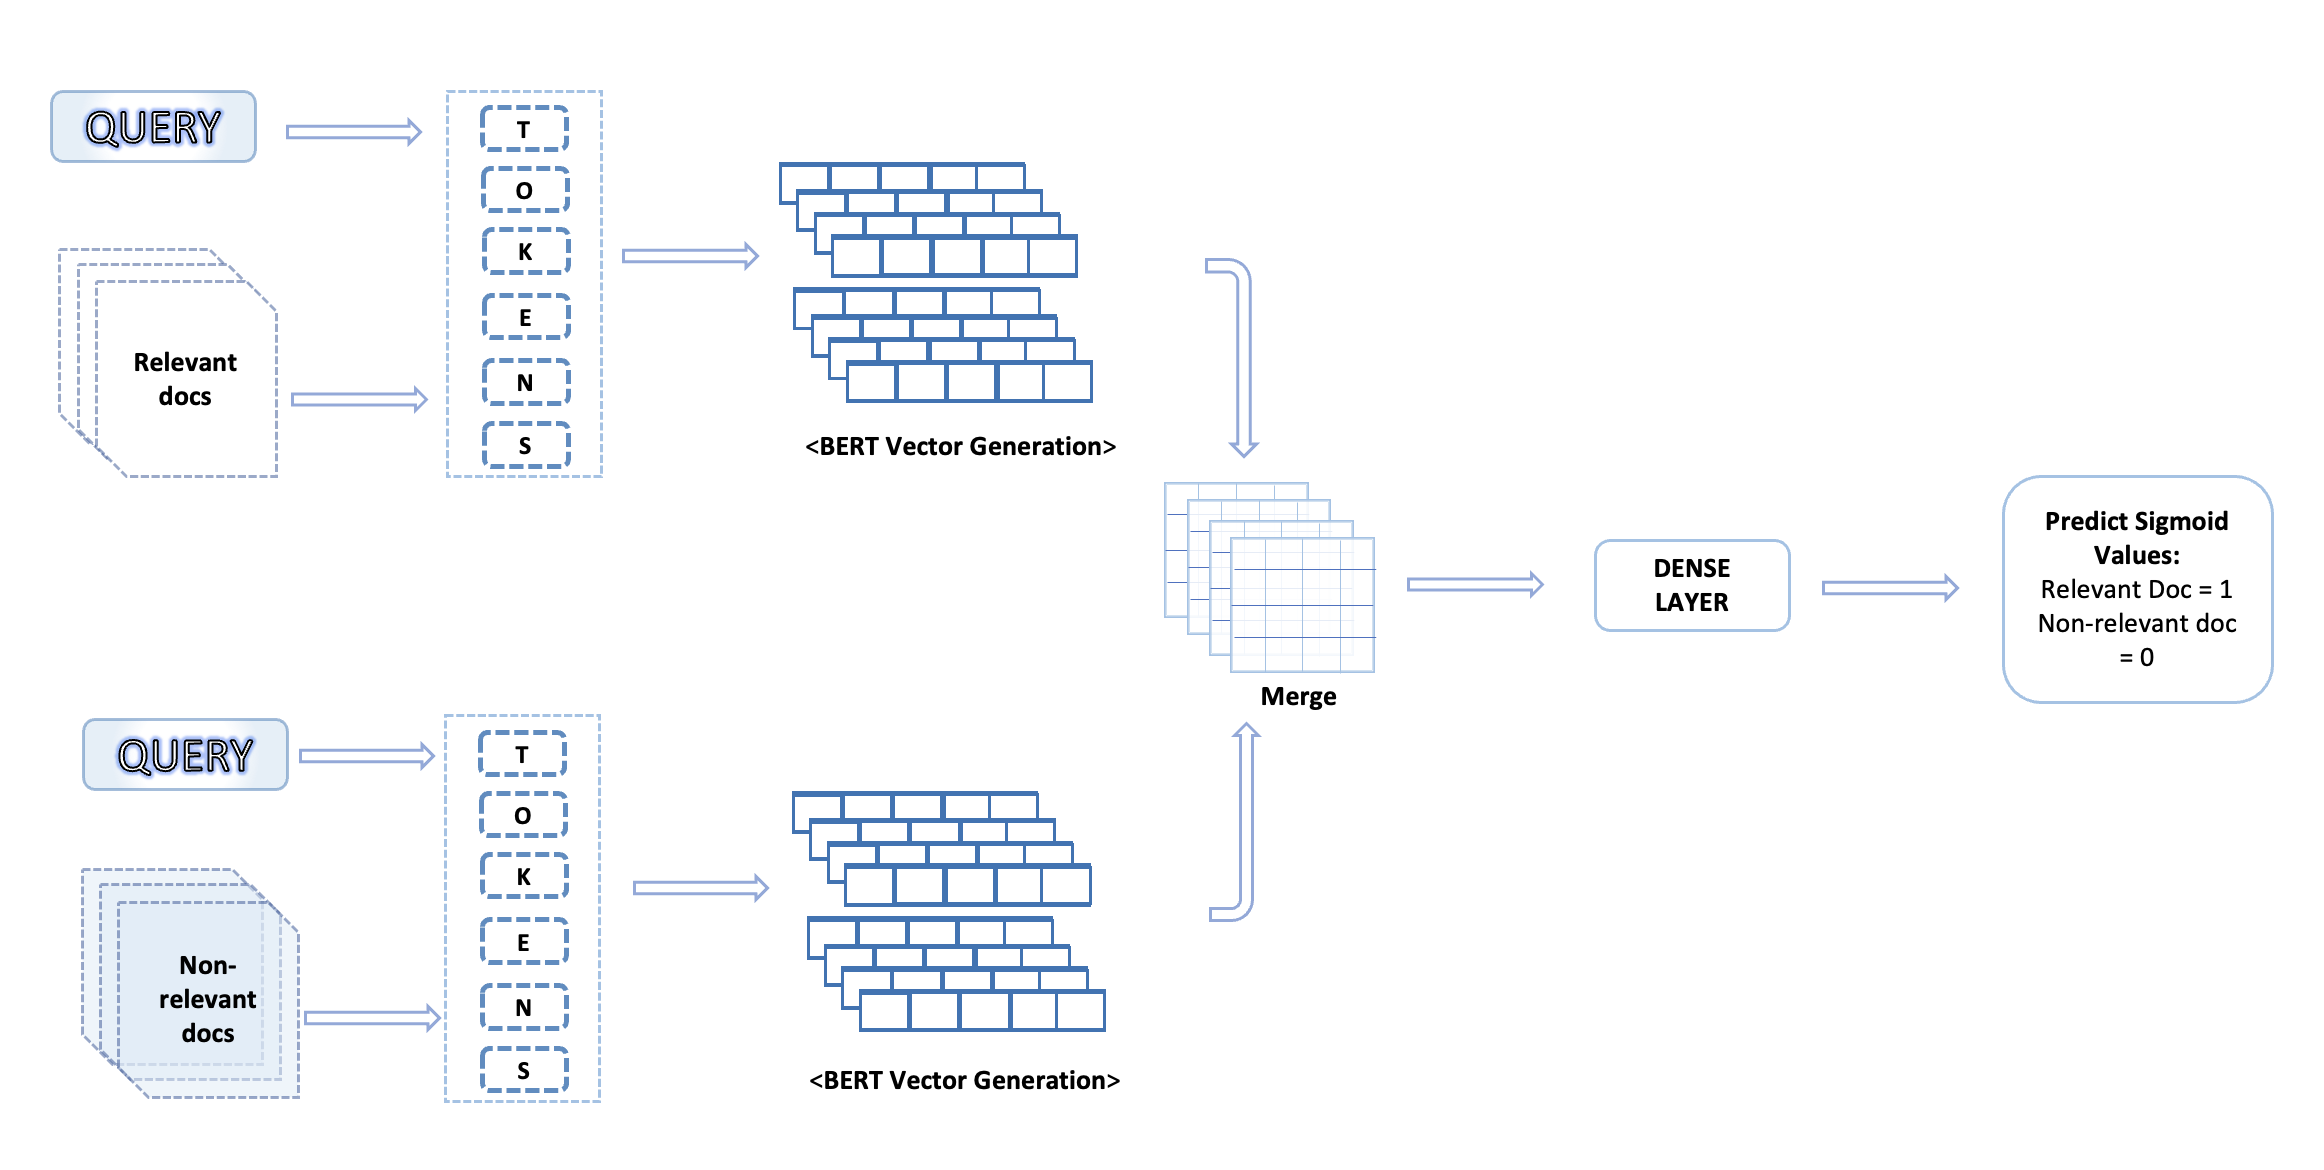 QUERY
T
O
K
E
N
S
Relevant
docs
<BERT Vector Generation>
Merge
DENSE
LAYER
Predict Sigmoid
Values:
Relevant Doc = 1
Non-relevant doc
= 0
QUERY
T
O
K
E
N
S
Non-
relevant
docs
<BERT Vector Generation>